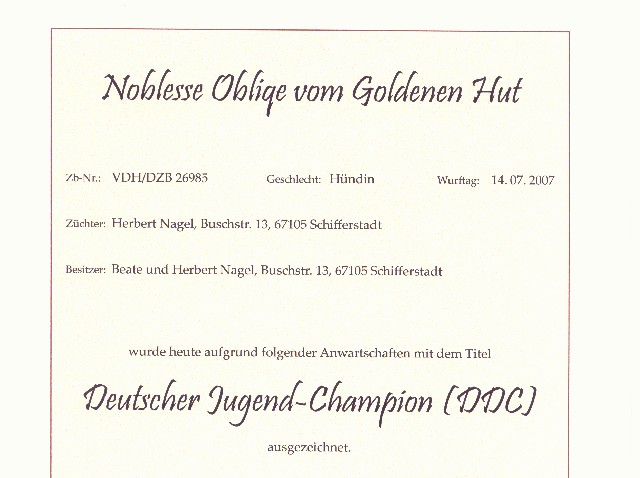 Noblesse Oblige vom Goldenen Hut
Zb-Nr.: VDH/DZB 26985 Geschlecht: Hündin Wurftag: 14. 07. 2007
Züchter: Herbert Nagel, Buschstr. 13, 67105 Schifferstadt
Besitzer: Beate und Herbert Nagel, Buschstr. 13, 67105 Schifferstadt
wurde heute aufgrund folgender Anwartschaften mit dem Titel
Deutscher Jugend-Champion (DDC)
ausgezeichnet.